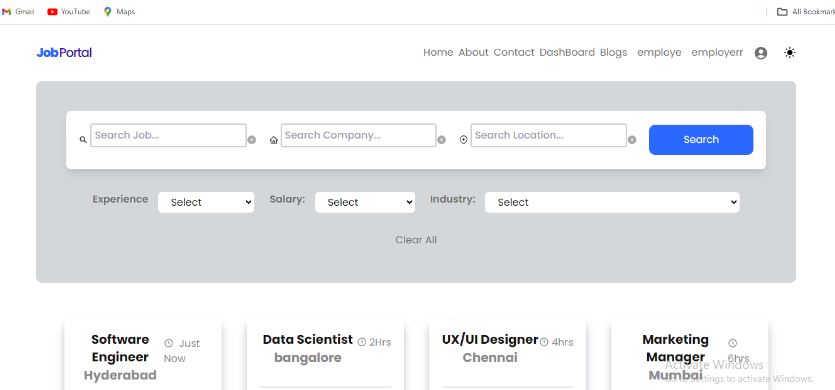 Gmail YouTube Maps All Bookmar
JobPortal Home About Contact DashBoard Blogs employe employerr
Search Job... Search Company... Search Location... Search
Experience Select Salary: Select Industry: Select
Clear All
Software Engineer Just Now
Hyderabad
Data Scientist 2Hrs
bangalore
UX/UI Designer 4hrs
Chennai
Marketing Manager 6hrs
Mumbai
Activate Windows
Go to Settings to activate Windows.